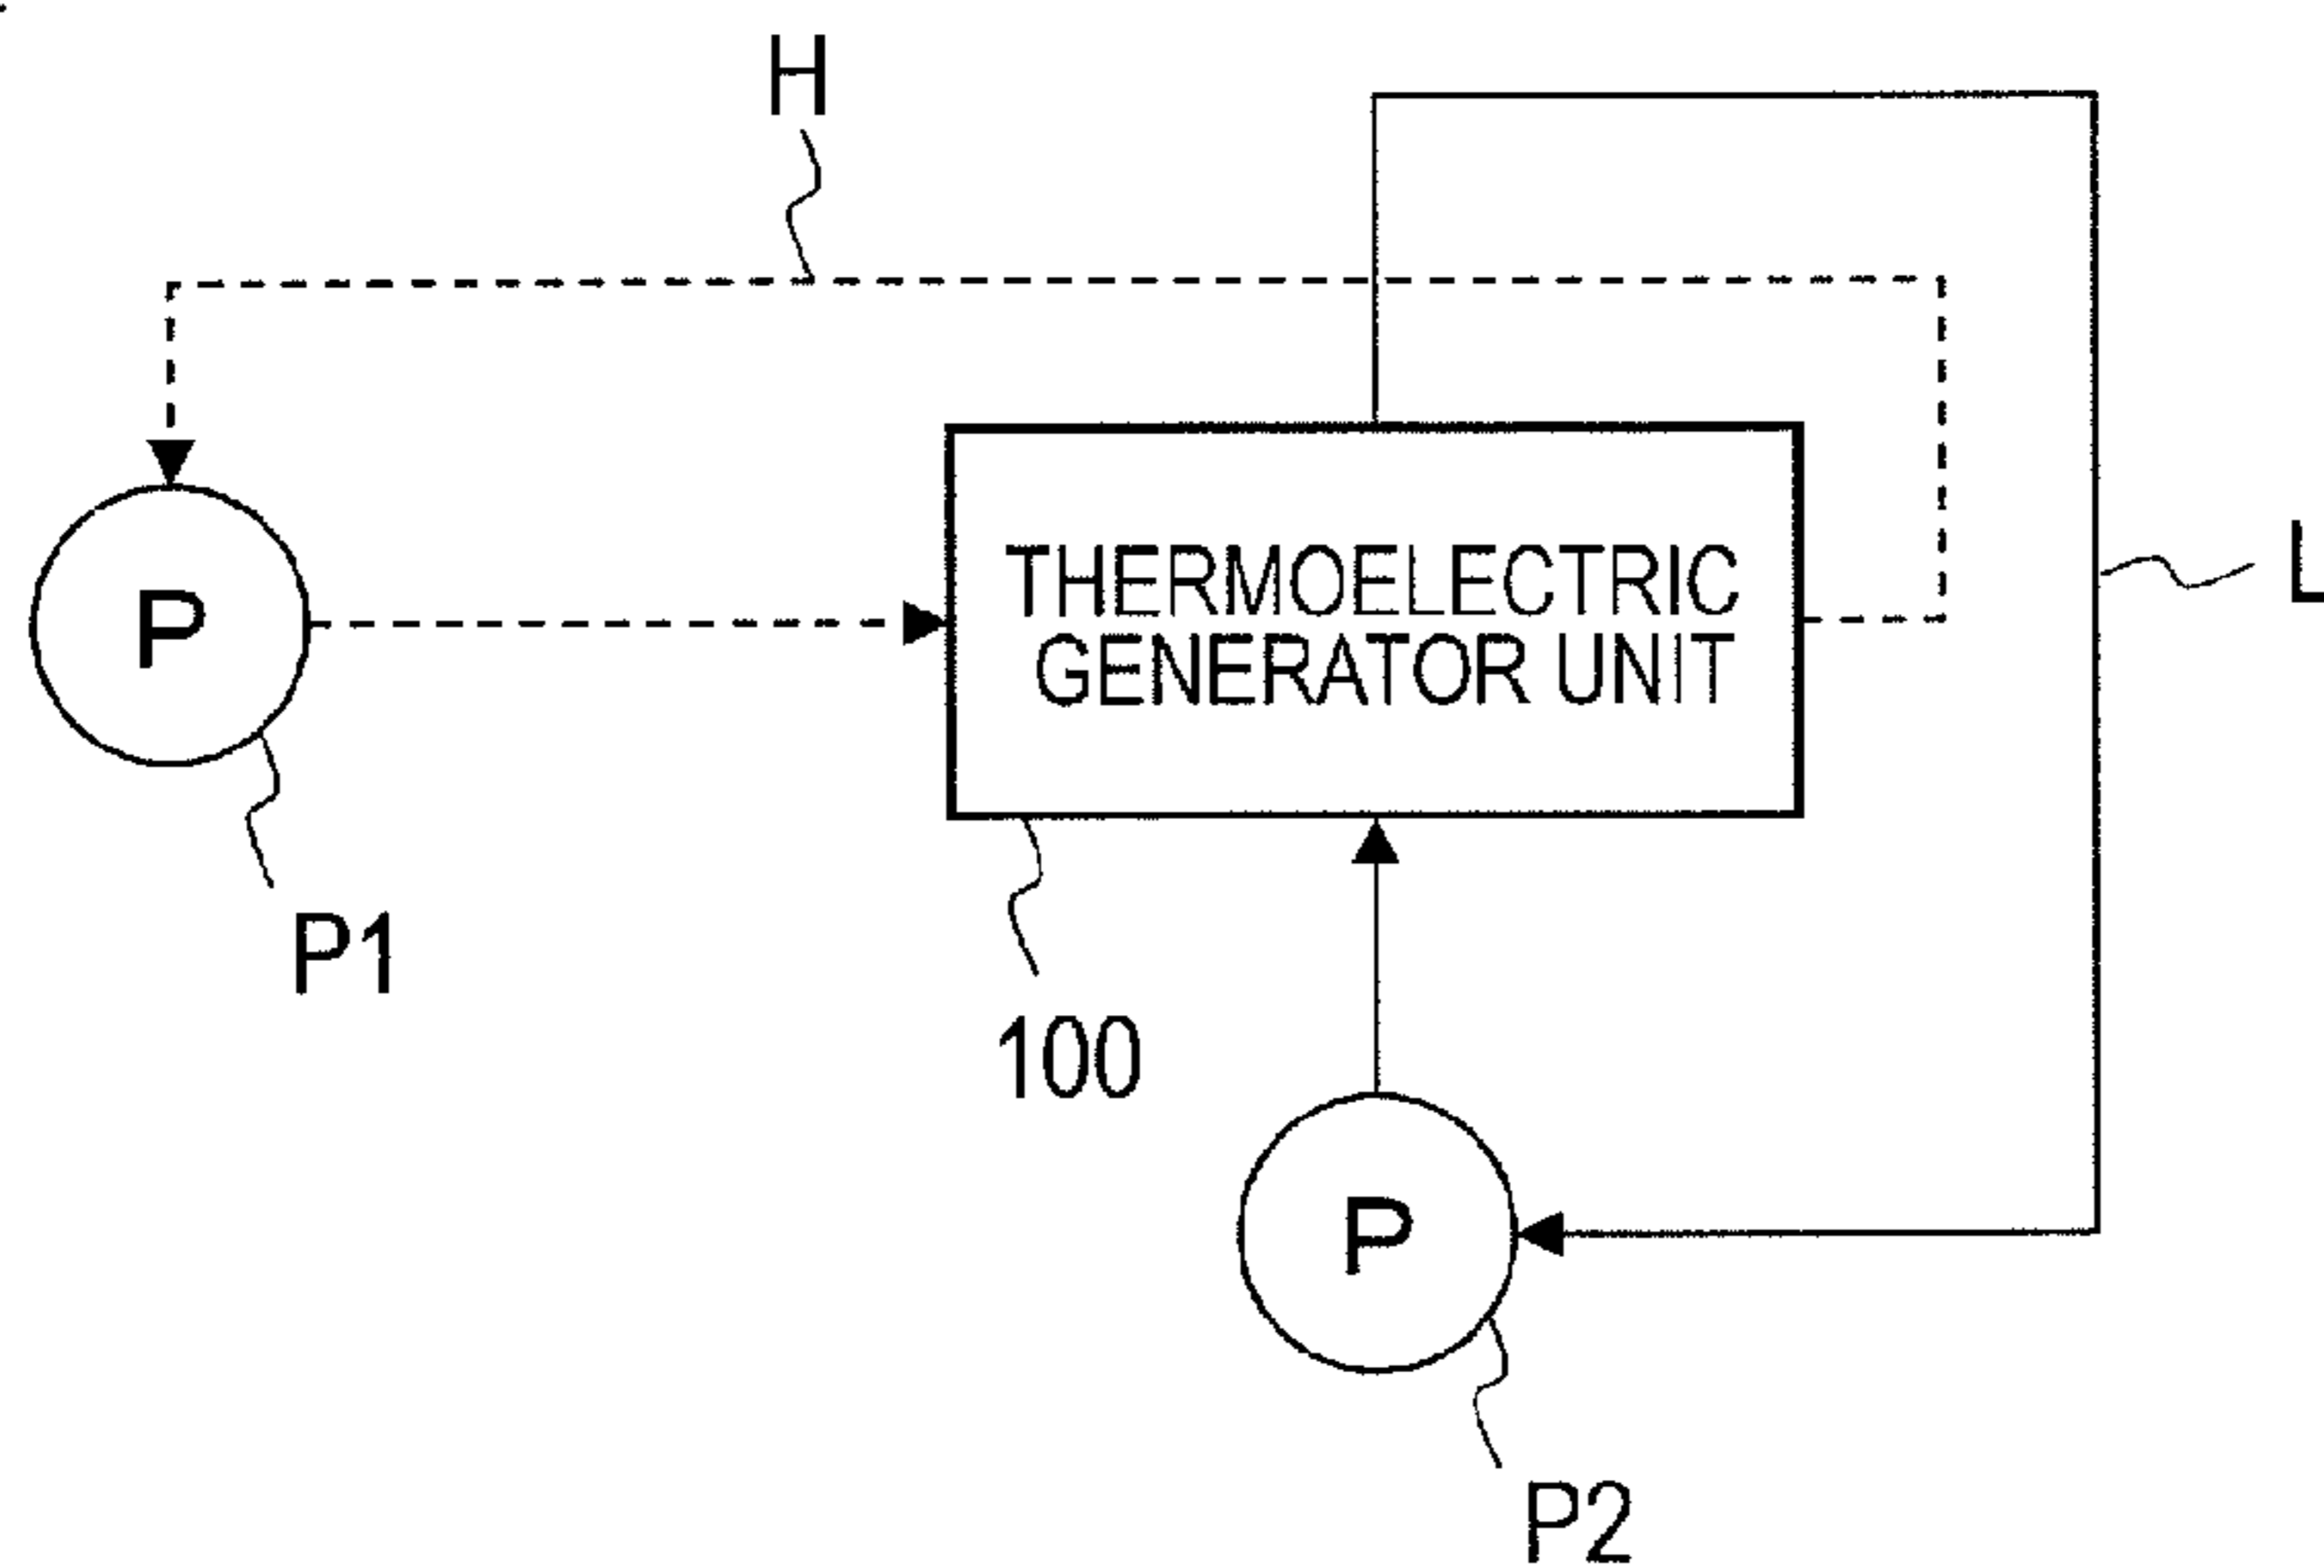 H
L
P
THERMOELECTRIC
GENERATOR UNIT
P1
100
P
P2